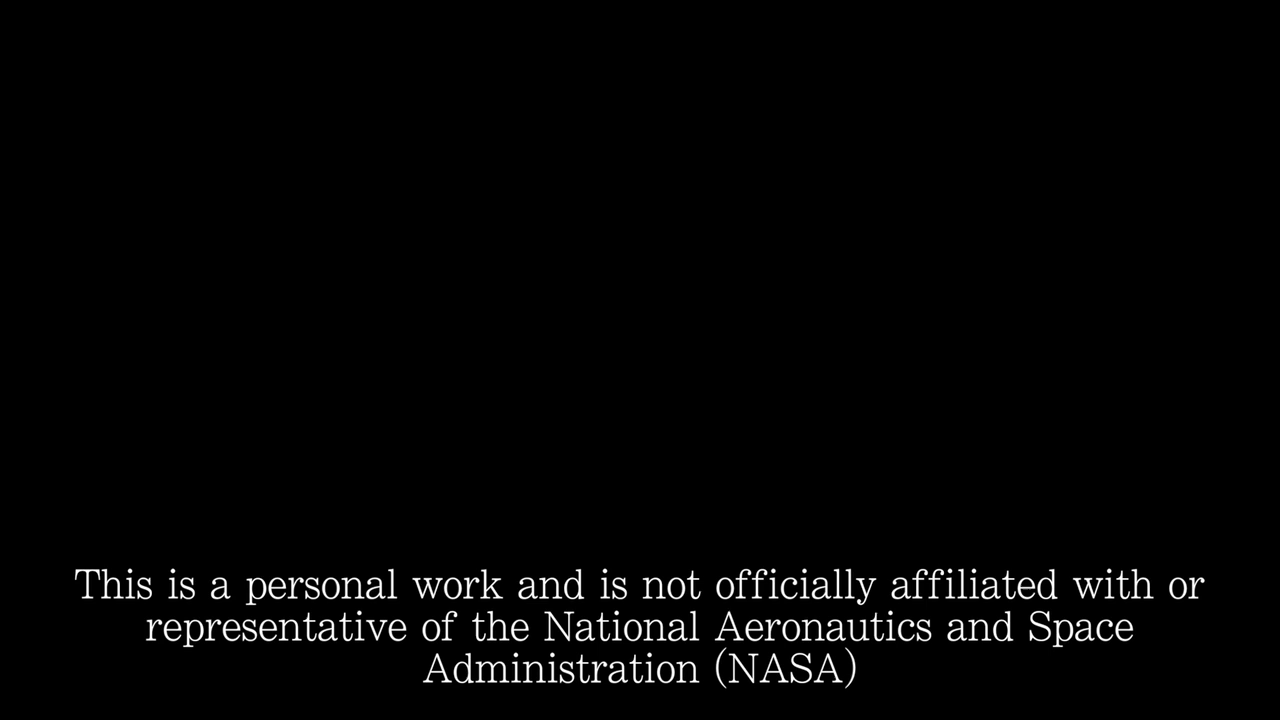 This is a personal work and is not officially affiliated with or
representative of the National Aeronautics and Space
Administration (NASA)